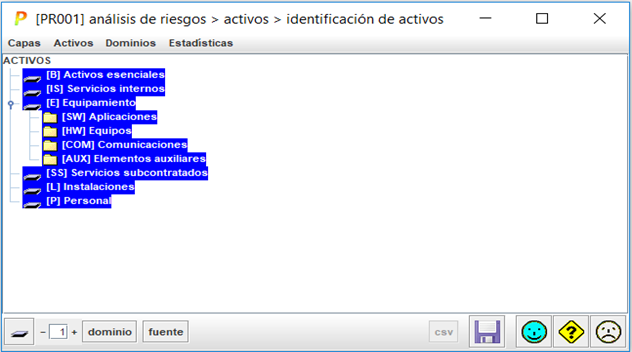 [PR001] análisis de riesgos > activos > identificación de activos
Capas Activos Dominios Estadísticas
ACTIVOS
[B] Activos esenciales
[IS] Servicios internos
[E] Equipamiento
[SW] Aplicaciones
[HW] Equipos
[COM] Comunicaciones
[AUX] Elementos auxiliares
[SS] Servicios subcontratados
[L] Instalaciones
[P] Personal
− 1 + dominio fuente csv